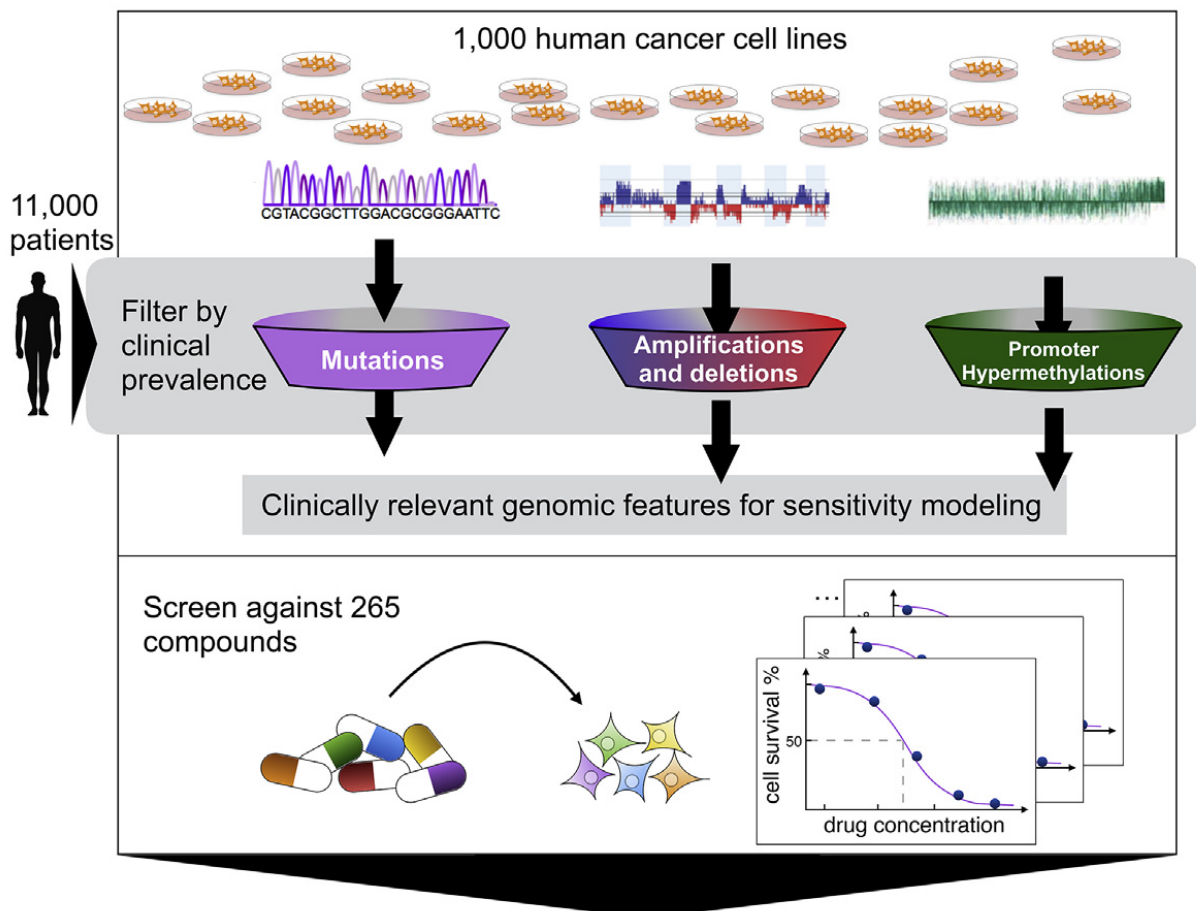 1,000 human cancer cell lines
CGTACGGCTTGGACGCGGGAATTC
11,000
patients
Filter by
clinical
prevalence
Mutations
Amplifications
and deletions
Promoter
Hypermethylations
Clinically relevant genomic features for sensitivity modeling
Screen against 265
compounds
...
%
%
cell survival %
50
drug concentration